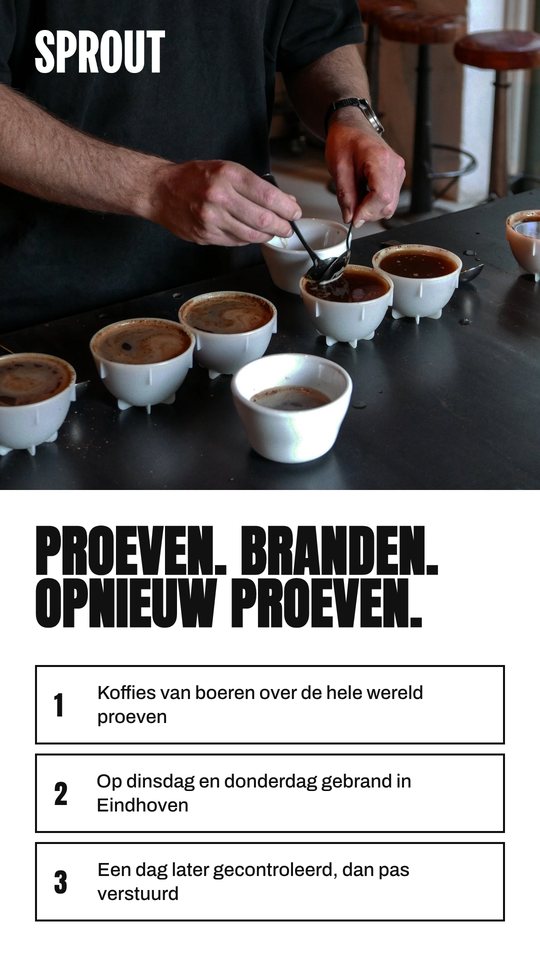 SPROUT
PROEVEN. BRANDEN.
OPNIEUW PROEVEN.
1
Koffies van boeren over de hele wereld
proeven
2
Op dinsdag en donderdag gebrand in
Eindhoven
3
Een dag later gecontroleerd, dan pas
verstuurd